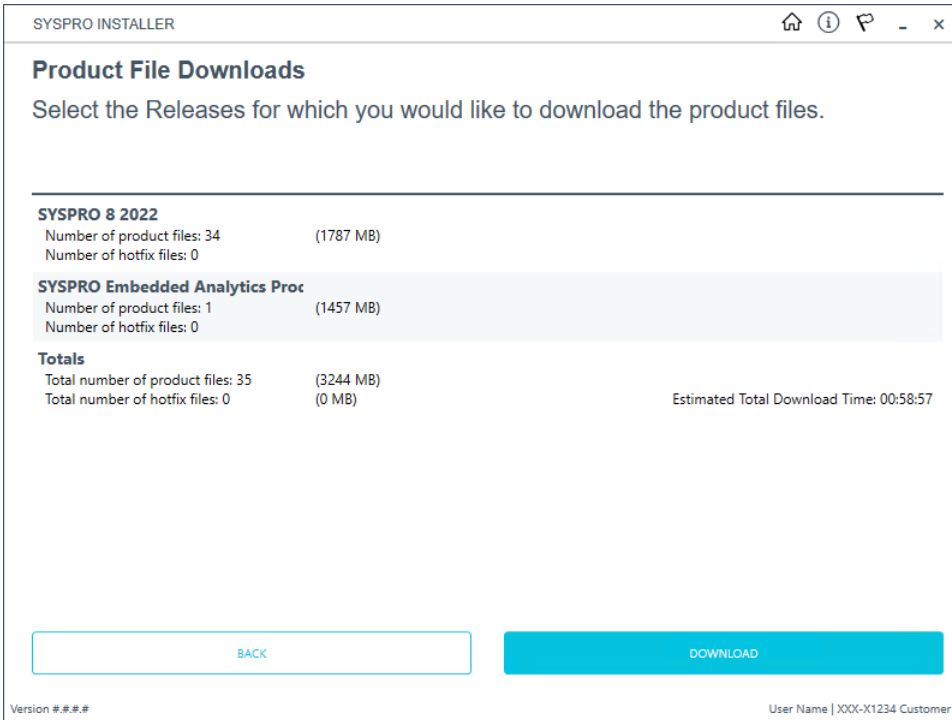 SYSPRO INSTALLER
Product File Downloads
Select the Releases for which you would like to download the product files.
SYSPRO 8 2022
Number of product files: 34 (1787 MB)
Number of hotfix files: 0
SYSPRO Embedded Analytics Proc
Number of product files: 1 (1457 MB)
Number of hotfix files: 0
Totals
Total number of product files: 35 (3244 MB)
Total number of hotfix files: 0 (0 MB) Estimated Total Download Time: 00:58:57
BACK DOWNLOAD
Version #.#.#.# User Name | XXX-X1234 Customer